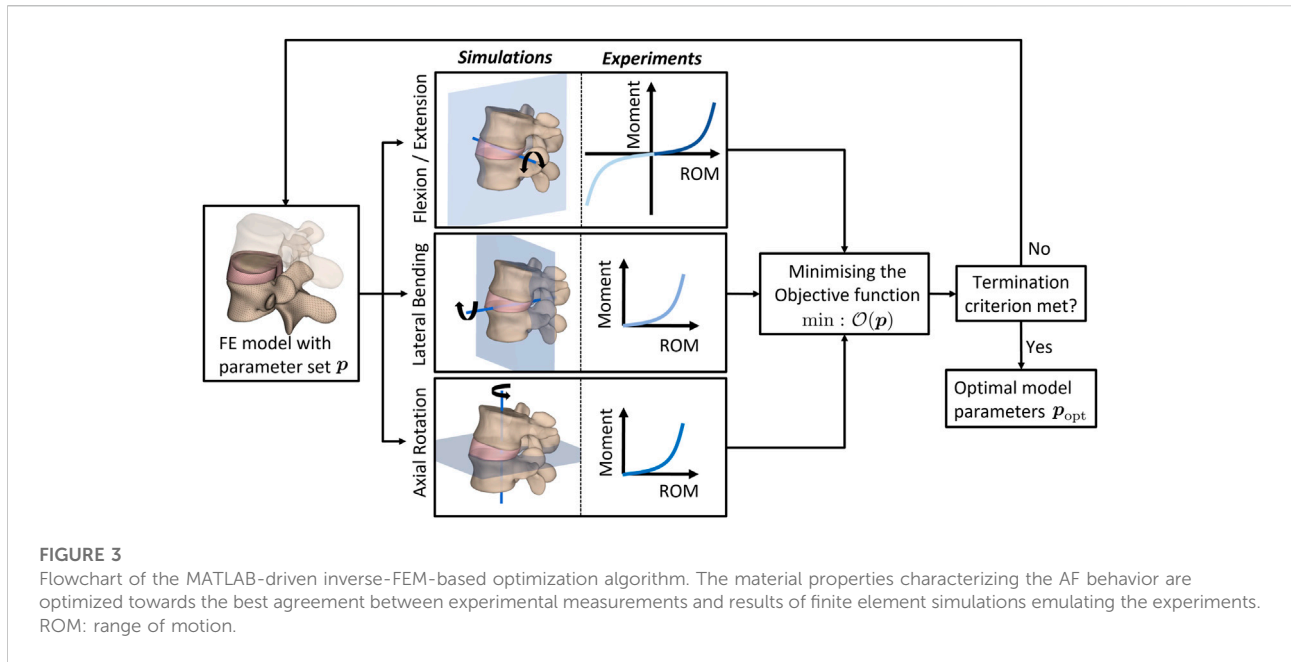 Simulations
Experiments
Flexion / Extension
Moment
ROM
Lateral Bending
Moment
ROM
Axial Rotation
Moment
ROM
FE model with
parameter set p
Minimising the
Objective function
min : 𝒪(p)
No
Termination
criterion met?
Yes
Optimal model
parameters p_opt
FIGURE 3
Flowchart of the MATLAB-driven inverse-FEM-based optimization algorithm. The material properties characterizing the AF behavior are
optimized towards the best agreement between experimental measurements and results of finite element simulations emulating the experiments.
ROM: range of motion.